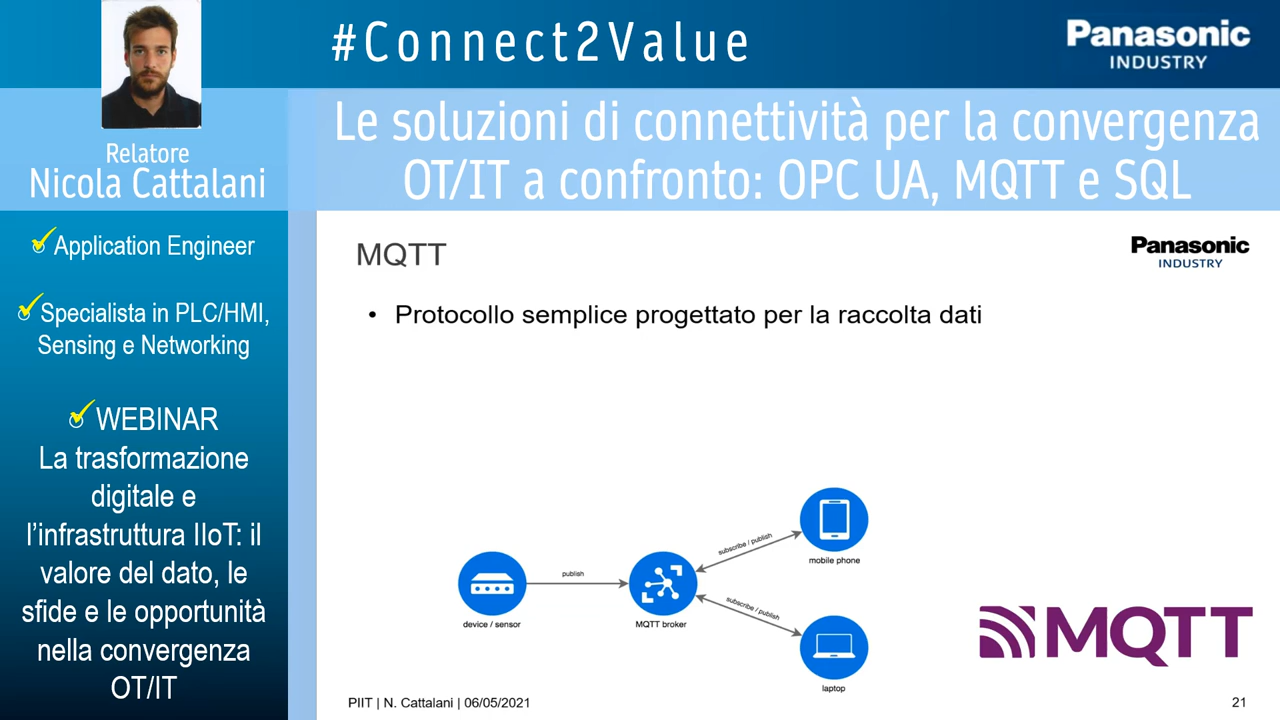 #Connect2Value
Panasonic
INDUSTRY
Relatore
Nicola Cattalani
Le soluzioni di connettività per la convergenza
OT/IT a confronto: OPC UA, MQTT e SQL
Application Engineer
Specialista in PLC/HMI,
Sensing e Networking
WEBINAR
La trasformazione
digitale e
l’infrastruttura IIoT: il
valore del dato, le
sfide e le opportunità
nella convergenza
OT/IT
MQTT
Panasonic
INDUSTRY
• Protocollo semplice progettato per la raccolta dati
device / sensor
publish
MQTT broker
subscribe / publish
mobile phone
subscribe / publish
laptop
MQTT
PIIT | N. Cattalani | 06/05/2021
21